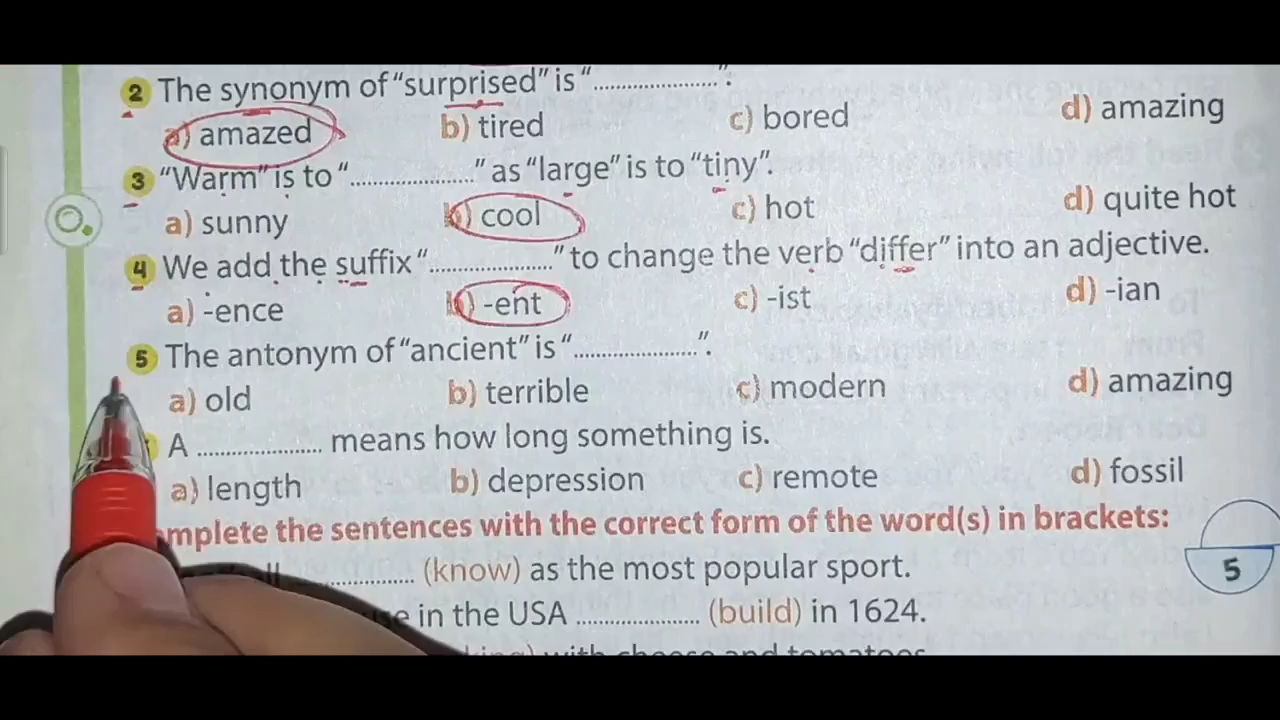 2 The synonym of “surprised” is “....................”.
a) amazed b) tired c) bored d) amazing
3 “Warm” is to “....................” as “large” is to “tiny”.
a) sunny b) cool c) hot d) quite hot
4 We add the suffix “....................” to change the verb “differ” into an adjective.
a) -ence b) -ent c) -ist d) -ian
5 The antonym of “ancient” is “....................”.
a) old b) terrible c) modern d) amazing
A .................... means how long something is.
a) length b) depression c) remote d) fossil
mplete the sentences with the correct form of the word(s) in brackets:
.............. (know) as the most popular sport.
5
in the USA .................... (build) in 1624.
with cheese and tomatoes